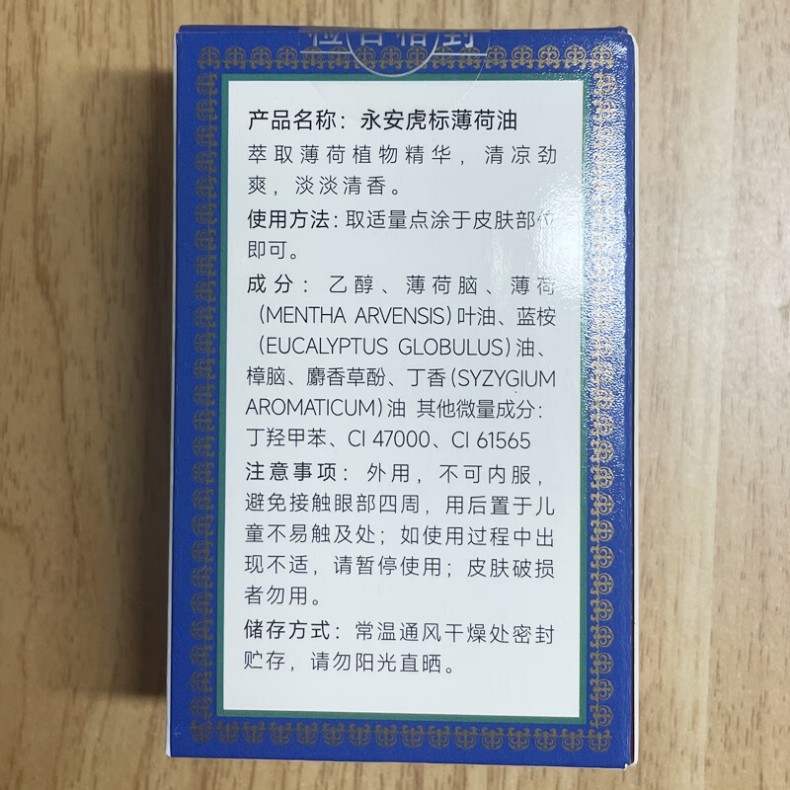 检合格封
产品名称：永安虎标薄荷油
萃取薄荷植物精华，清凉劲
爽，淡淡清香。
使用方法：取适量点涂于皮肤部位
即可。
成分：乙醇、薄荷脑、薄荷
（MENTHA ARVENSIS）叶油、蓝桉
（EUCALYPTUS GLOBULUS）油、
樟脑、麝香草酚、丁香（SYZYGIUM
AROMATICUM）油 其他微量成分：
丁羟甲苯、CI 47000、CI 61565
注意事项：外用，不可内服，
避免接触眼部四周，用后置于儿
童不易触及处；如使用过程中出
现不适，请暂停使用；皮肤破损
者勿用。
储存方式：常温通风干燥处密封
贮存，请勿阳光直晒。